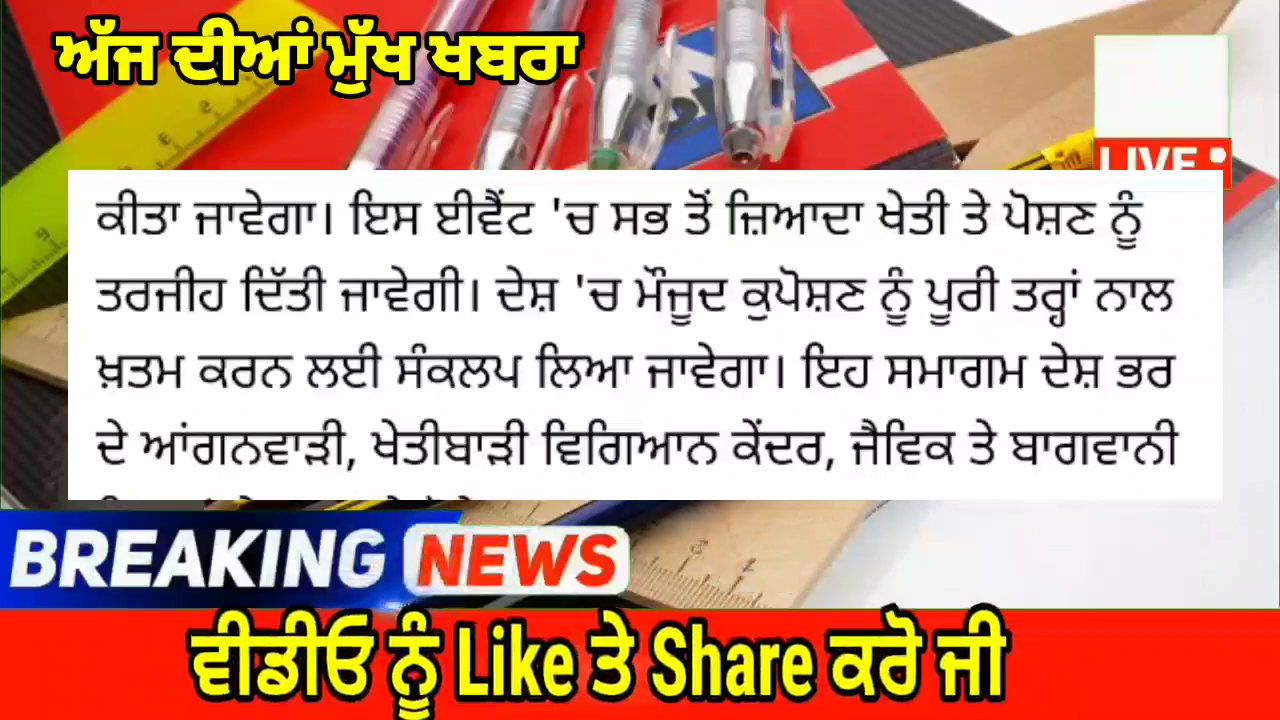 ਅੱਜ ਦੀਆਂ ਮੁੱਖ ਖਬਰਾ
LIVE
ਕੀਤਾ ਜਾਵੇਗਾ। ਇਸ ਈਵੈਂਟ 'ਚ ਸਭ ਤੋਂ ਜ਼ਿਆਦਾ ਖੇਤੀ ਤੇ ਪੋਸ਼ਣ ਨੂੰ
ਤਰਜੀਹ ਦਿੱਤੀ ਜਾਵੇਗੀ। ਦੇਸ਼ 'ਚ ਮੌਜੂਦ ਕੁਪੋਸ਼ਣ ਨੂੰ ਪੂਰੀ ਤਰ੍ਹਾਂ ਨਾਲ
ਖ਼ਤਮ ਕਰਨ ਲਈ ਸੰਕਲਪ ਲਿਆ ਜਾਵੇਗਾ। ਇਹ ਸਮਾਗਮ ਦੇਸ਼ ਭਰ
ਦੇ ਆਂਗਨਵਾੜੀ, ਖੇਤੀਬਾੜੀ ਵਿਗਿਆਨ ਕੇਂਦਰ, ਜੈਵਿਕ ਤੇ ਬਾਗਵਾਨੀ
BREAKING NEWS
ਵੀਡੀਓ ਨੂੰ Like ਤੇ Share ਕਰੋ ਜੀ